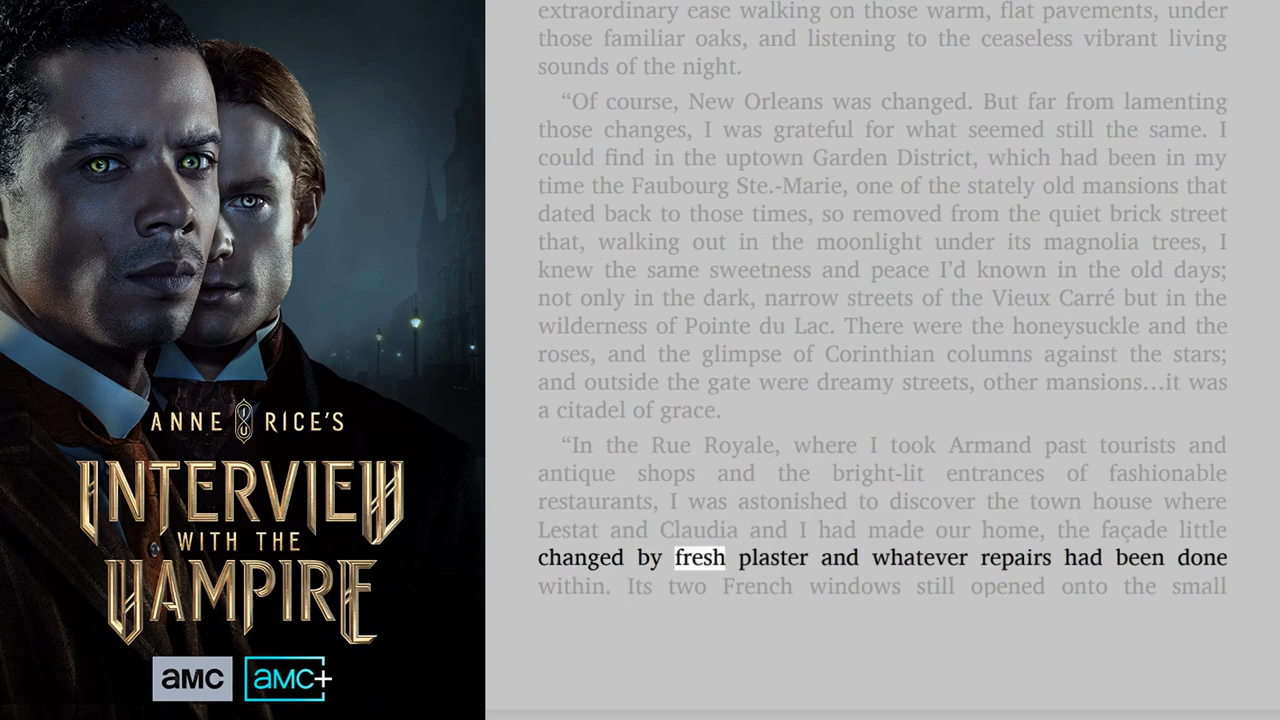 ANNE RICE'S
INTERVIEW
WITH THE
VAMPIRE
amc
amc+
extraordinary ease walking on those warm, flat pavements, under
those familiar oaks, and listening to the ceaseless vibrant living
sounds of the night.
“Of course, New Orleans was changed. But far from lamenting
those changes, I was grateful for what seemed still the same. I
could find in the uptown Garden District, which had been in my
time the Faubourg Ste.-Marie, one of the stately old mansions that
dated back to those times, so removed from the quiet brick street
that, walking out in the moonlight under its magnolia trees, I
knew the same sweetness and peace I’d known in the old days;
not only in the dark, narrow streets of the Vieux Carré but in the
wilderness of Pointe du Lac. There were the honeysuckle and the
roses, and the glimpse of Corinthian columns against the stars;
and outside the gate were dreamy streets, other mansions…it was
a citadel of grace.
“In the Rue Royale, where I took Armand past tourists and
antique shops and the bright-lit entrances of fashionable
restaurants, I was astonished to discover the town house where
Lestat and Claudia and I had made our home, the façade little
changed by fresh plaster and whatever repairs had been done
within. Its two French windows still opened onto the small